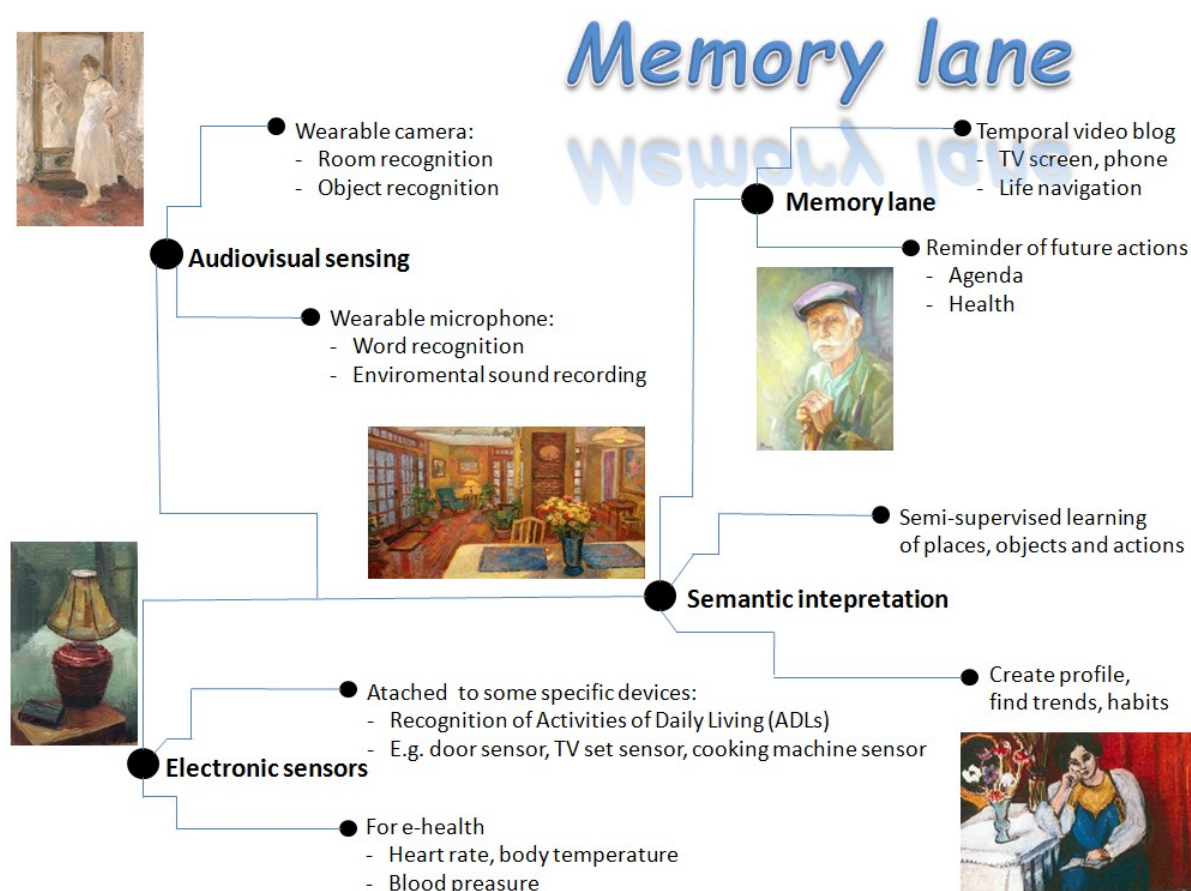 Memory lane
Wearable camera:
- Room recognition
- Object recognition
Audiovisual sensing
Wearable microphone:
- Word recognition
- Enviromental sound recording
Temporal video blog
- TV screen, phone
- Life navigation
Memory lane
Reminder of future actions
- Agenda
- Health
Semi-supervised learning
of places, objects and actions
Semantic intepretation
Create profile,
find trends, habits
Atached to some specific devices:
- Recognition of Activities of Daily Living (ADLs)
- E.g. door sensor, TV set sensor, cooking machine sensor
Electronic sensors
For e-health
- Heart rate, body temperature
- Blood preasure